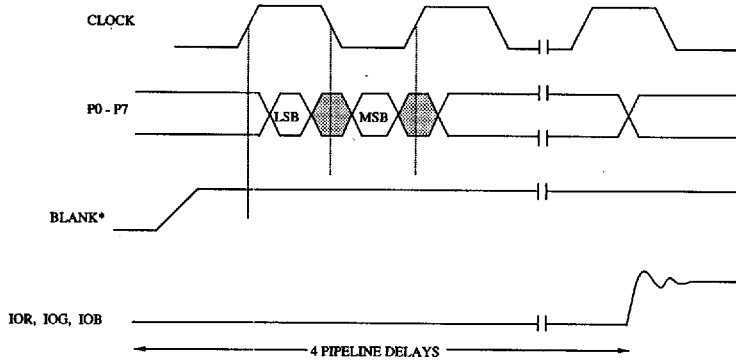 CLOCK
P0 - P7
LSB
MSB
BLANK*
IOR, IOG, IOB
4 PIPELINE DELAYS